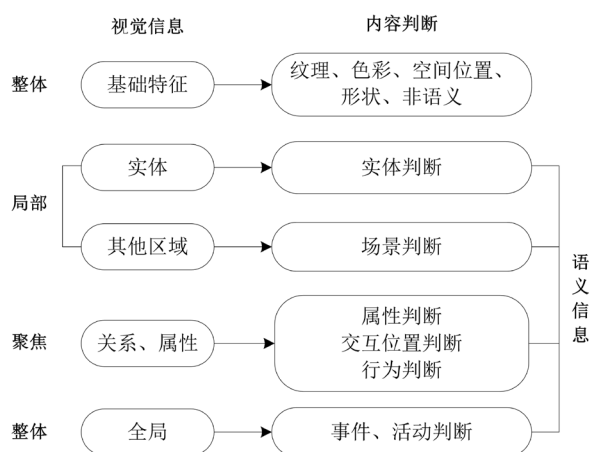 视觉信息
内容判断
整体
基础特征
纹理、色彩、空间位置、
形状、非语义
局部
实体
实体判断
其他区域
场景判断
聚焦
关系、属性
属性判断
交互位置判断
行为判断
整体
全局
事件、活动判断
语义信息